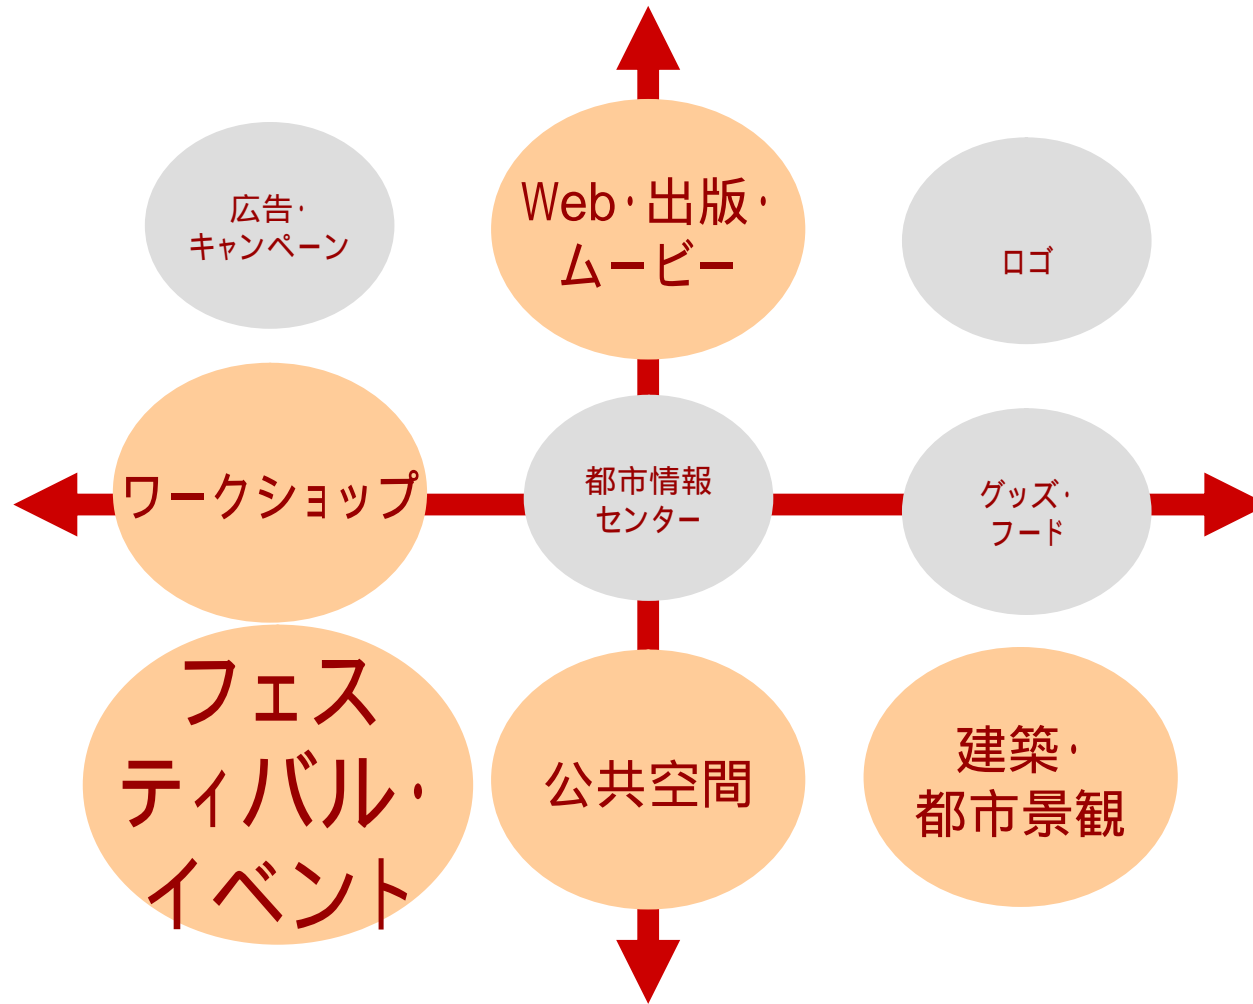 広告・
キャンペーン
Web・出版・
ムービー
ロゴ
ワークショップ
都市情報
センター
グッズ・
フード
フェス
ティバル・
イベント
公共空間
建築・
都市景観